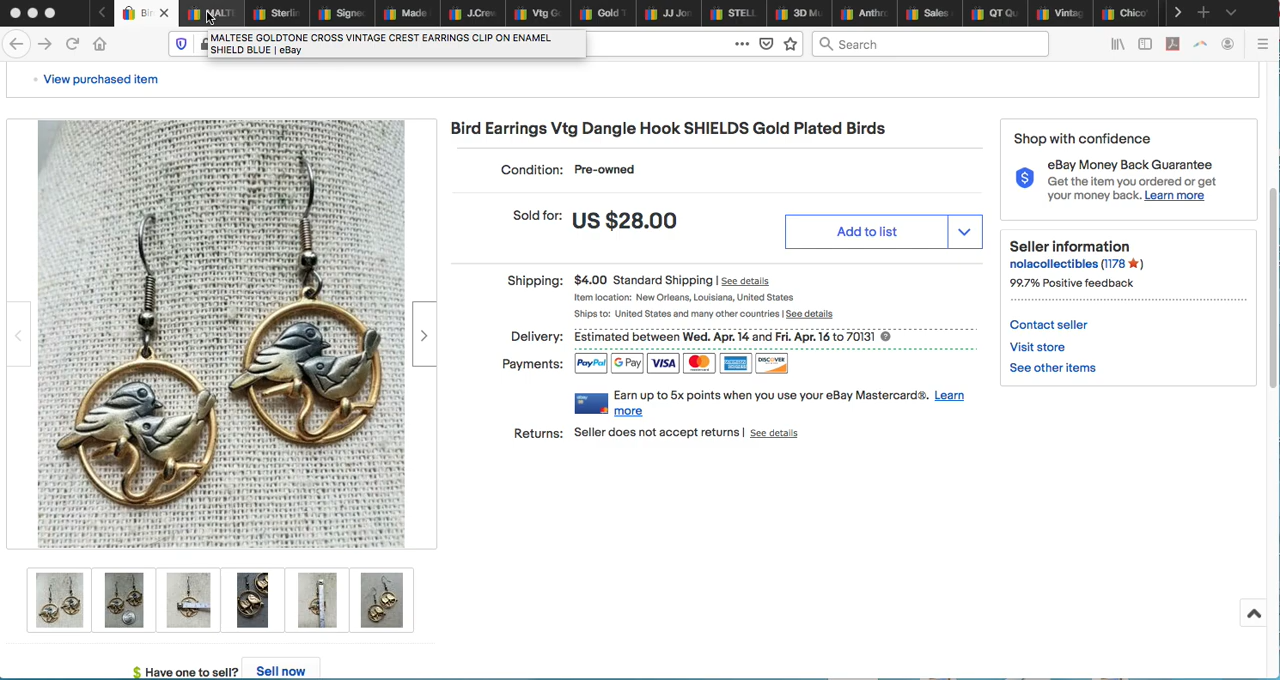 Bir
MALT
Sterlin
Signe
Made
J.Crew
Vtg G
Gold T
JJ Jon
STELL
3D Mu
Anthr
Sales
QT Qu
Vintag
Chico
MALTESE GOLDTONE CROSS VINTAGE CREST EARRINGS CLIP ON ENAMEL
SHIELD BLUE | eBay
Search
View purchased item
Bird Earrings Vtg Dangle Hook SHIELDS Gold Plated Birds
Condition: Pre-owned
Sold for: US $28.00
Add to list
Shipping: $4.00 Standard Shipping | See details
Item location: New Orleans, Louisiana, United States
Ships to: United States and many other countries | See details
Delivery: Estimated between Wed. Apr. 14 and Fri. Apr. 16 to 70131
Payments: PayPal G Pay VISA MasterCard AMERICAN EXPRESS DISCOVER
Earn up to 5x points when you use your eBay Mastercard®. Learn
more
Returns: Seller does not accept returns | See details
Shop with confidence
eBay Money Back Guarantee
Get the item you ordered or get
your money back. Learn more
Seller information
nolacollectibles (1178 ★)
99.7% Positive feedback
Contact seller
Visit store
See other items
Have one to sell? Sell now